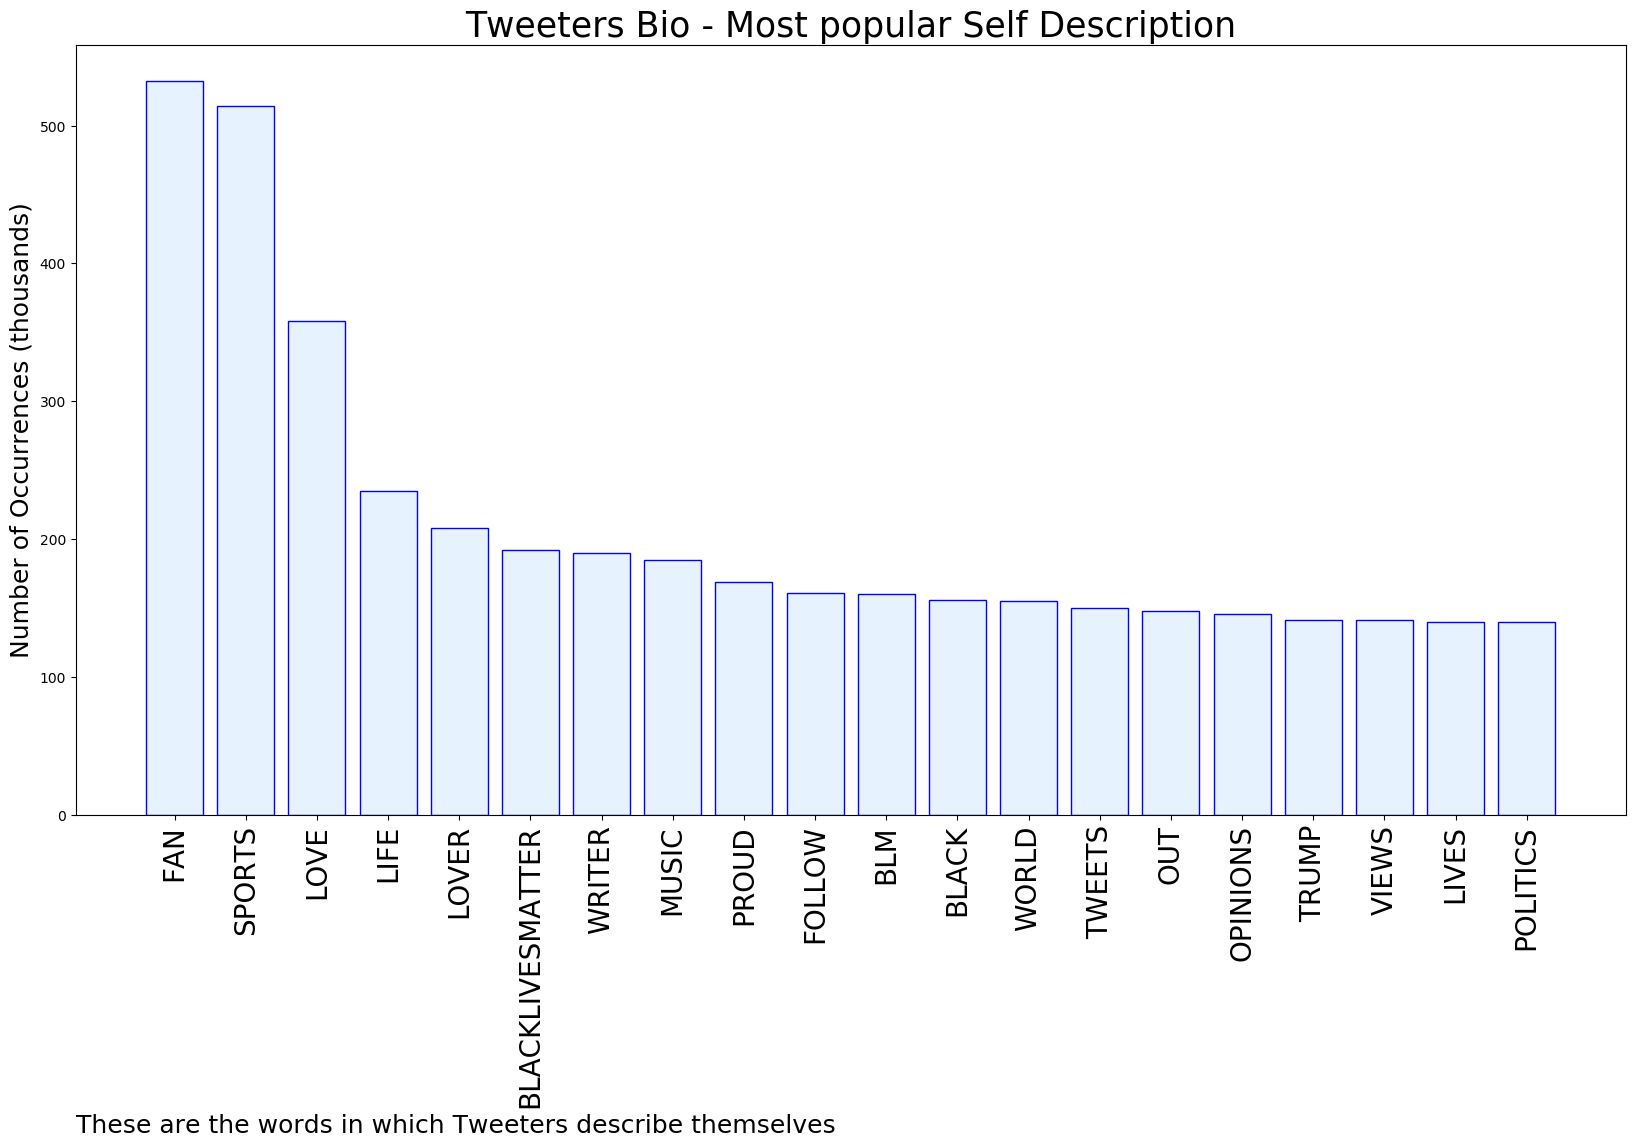 Tweeters Bio - Most popular Self Description
Number of Occurrences (thousands)
500
400
300
200
100
0
FAN
SPORTS
LOVE
LIFE
LOVER
BLACKLIVESMATTER
WRITER
MUSIC
PROUD
FOLLOW
BLM
BLACK
WORLD
TWEETS
OUT
OPINIONS
TRUMP
VIEWS
LIVES
POLITICS
These are the words in which Tweeters describe themselves